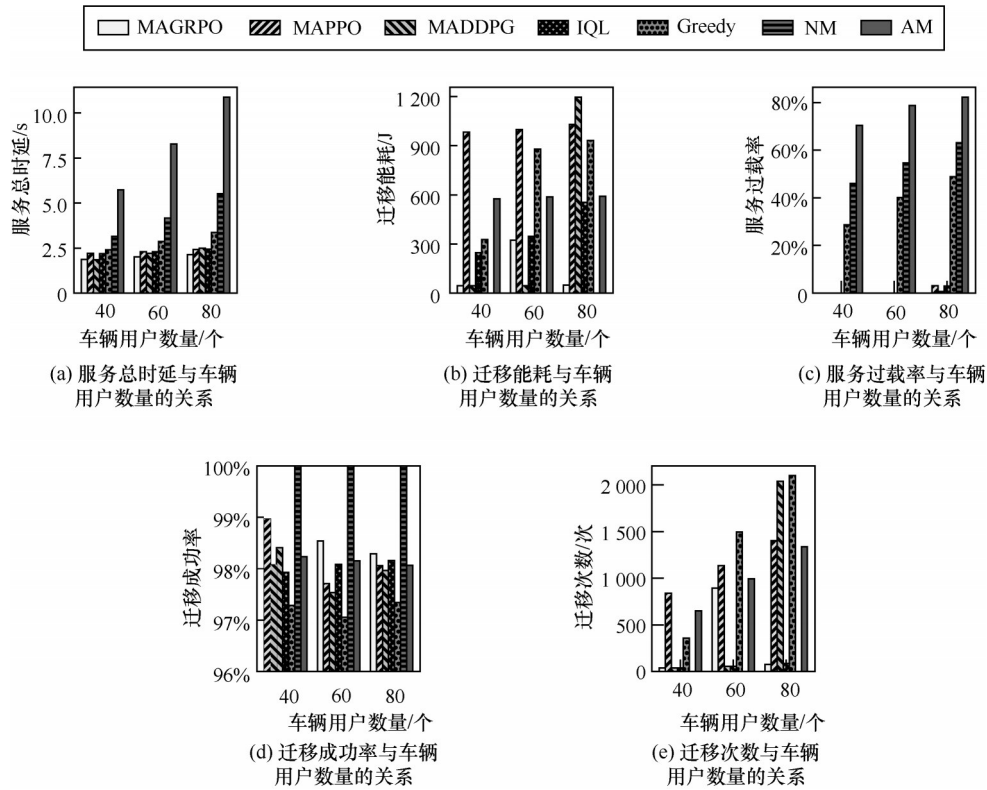 MAGRPO MAPPO MADDPG IQL Greedy NM AM
10.0
7.5
5.0
2.5
0
服务总时延/s
40 60 80
车辆用户数量/个
(a) 服务总时延与车辆
用户数量的关系
1 200
900
600
300
0
迁移能耗/J
40 60 80
车辆用户数量/个
(b) 迁移能耗与车辆
用户数量的关系
80%
60%
40%
20%
0
服务过载率
40 60 80
车辆用户数量/个
(c) 服务过载率与车辆
用户数量的关系
100%
99%
98%
97%
96%
迁移成功率
40 60 80
车辆用户数量/个
(d) 迁移成功率与车辆
用户数量的关系
2 000
1 500
1 000
500
0
迁移次数/次
40 60 80
车辆用户数量/个
(e) 迁移次数与车辆
用户数量的关系